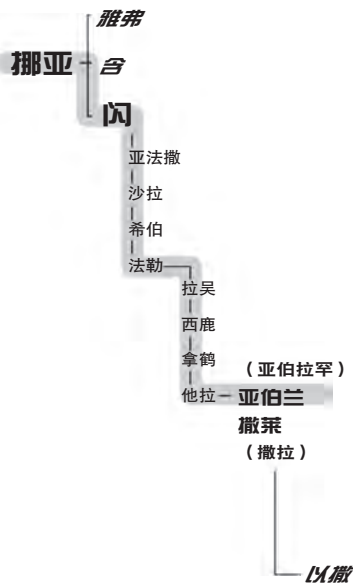 雅弗
挪亚
含
闪
亚法撒
沙拉
希伯
法勒
拉吴
西鹿
拿鹤
(亚伯拉罕)
他拉
亚伯兰
撒莱
(撒拉)
以撒